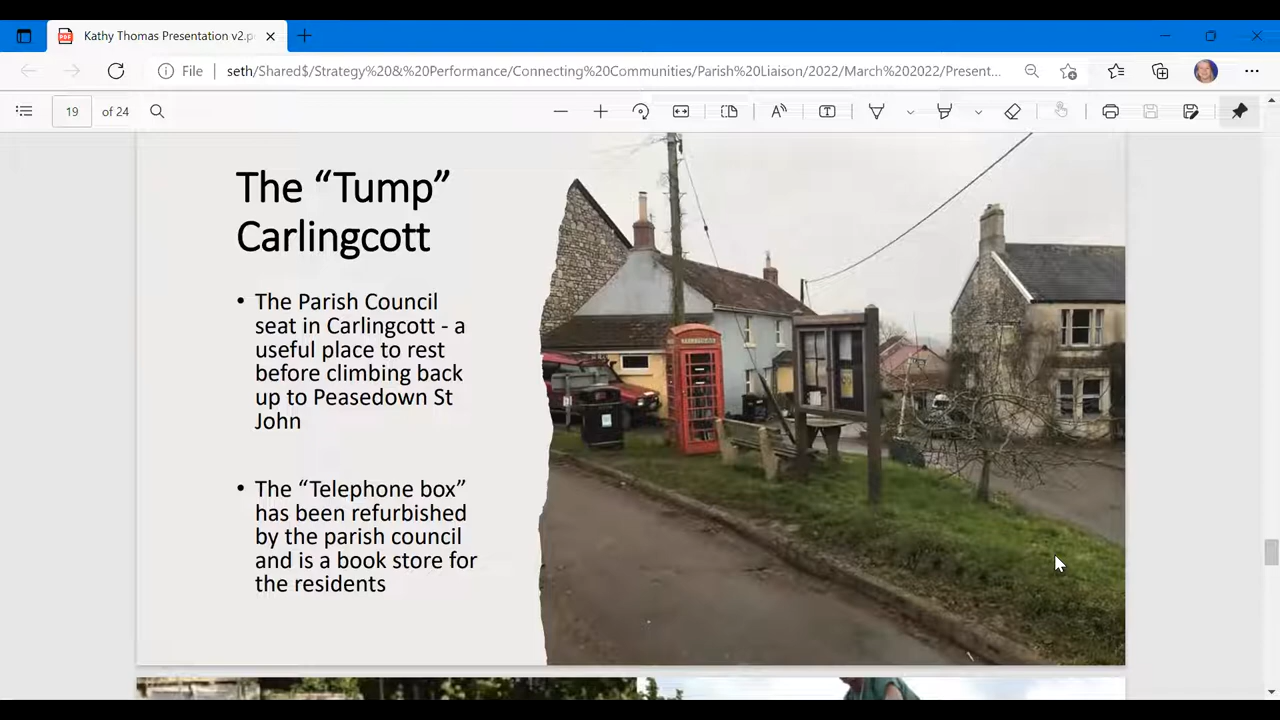 Kathy Thomas Presentation v2.p
File
seth/Shared$/Strategy%20&%20Performance/Connecting%20Communities/Parish%20Liaison/2022/March%202022/Present...
19 of 24
The “Tump”
Carlingcott
• The Parish Council
seat in Carlingcott - a
useful place to rest
before climbing back
up to Peasedown St
John
• The “Telephone box”
has been refurbished
by the parish council
and is a book store for
the residents
TELEPHONE